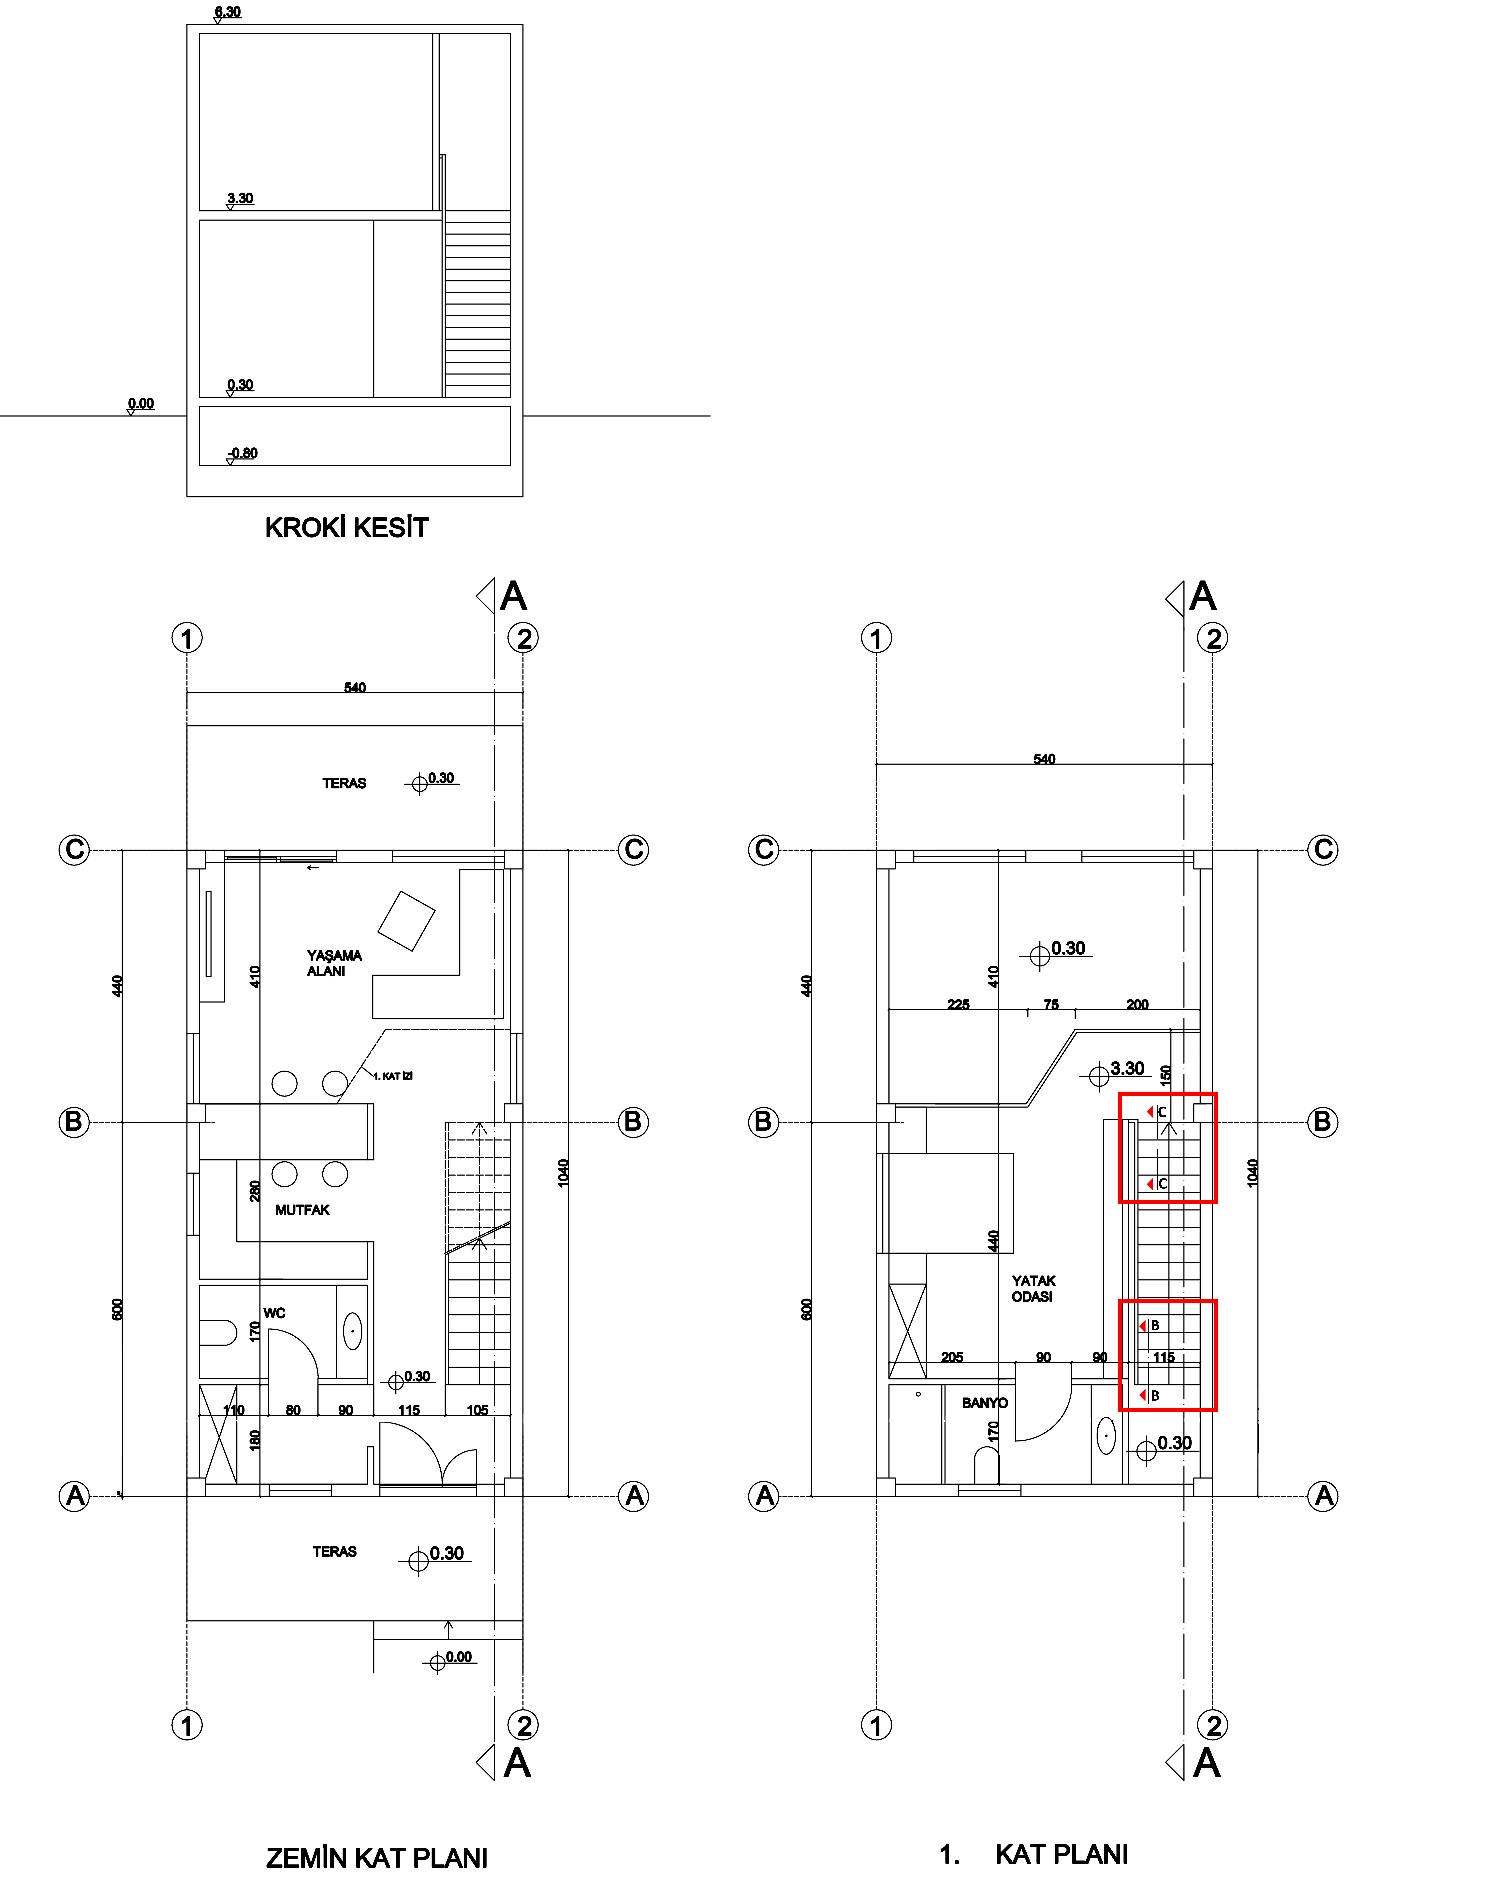 6.30
3.30
0.30
0.00
-0.80
KROKİ KESİT
A
1
2
540
TERAS
0.30
C
C
YAŞAMA
ALANI
410
440
1. KAT İZİ
B
B
280
MUTFAK
1040
600
WC
170
0.30
110
80
90
115
105
180
A
A
TERAS
0.30
0.00
1
2
A
ZEMİN KAT PLANI
A
1
2
540
C
C
0.30
410
440
225
75
200
3.30
150
C
B
B
C
1040
440
YATAK
ODASI
600
B
205
90
90
115
B
BANYO
170
0.30
A
A
1
2
A
1. KAT PLANI